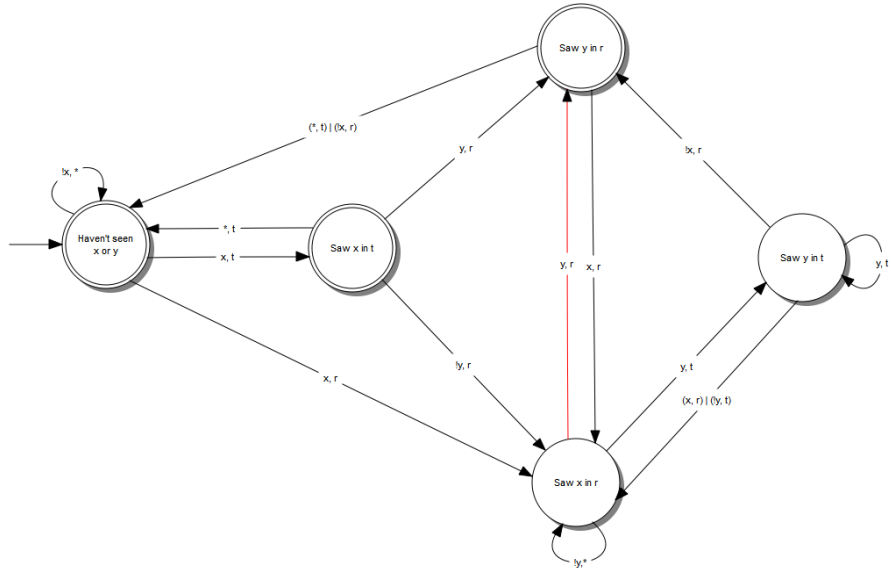 Saw y in r
(*, t) | (!x, r)
y, r
!x, r
!x, *
Haven't seen
x or y
*, t
x, t
Saw x in t
y, r
x, r
Saw y in t
y, t
x, r
!y, r
y, t
(x, r) | (!y, t)
Saw x in r
!y,*